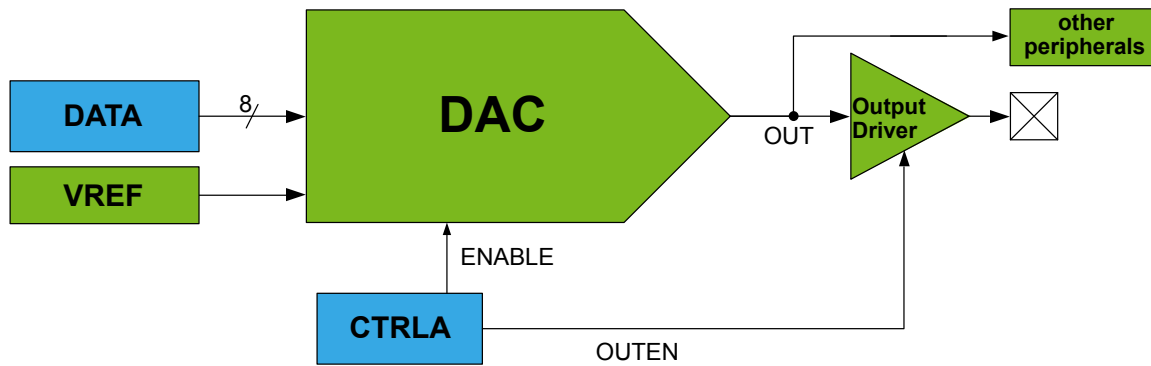 other
peripherals
DATA
8
DAC
Output
Driver
OUT
VREF
ENABLE
CTRLA
OUTEN